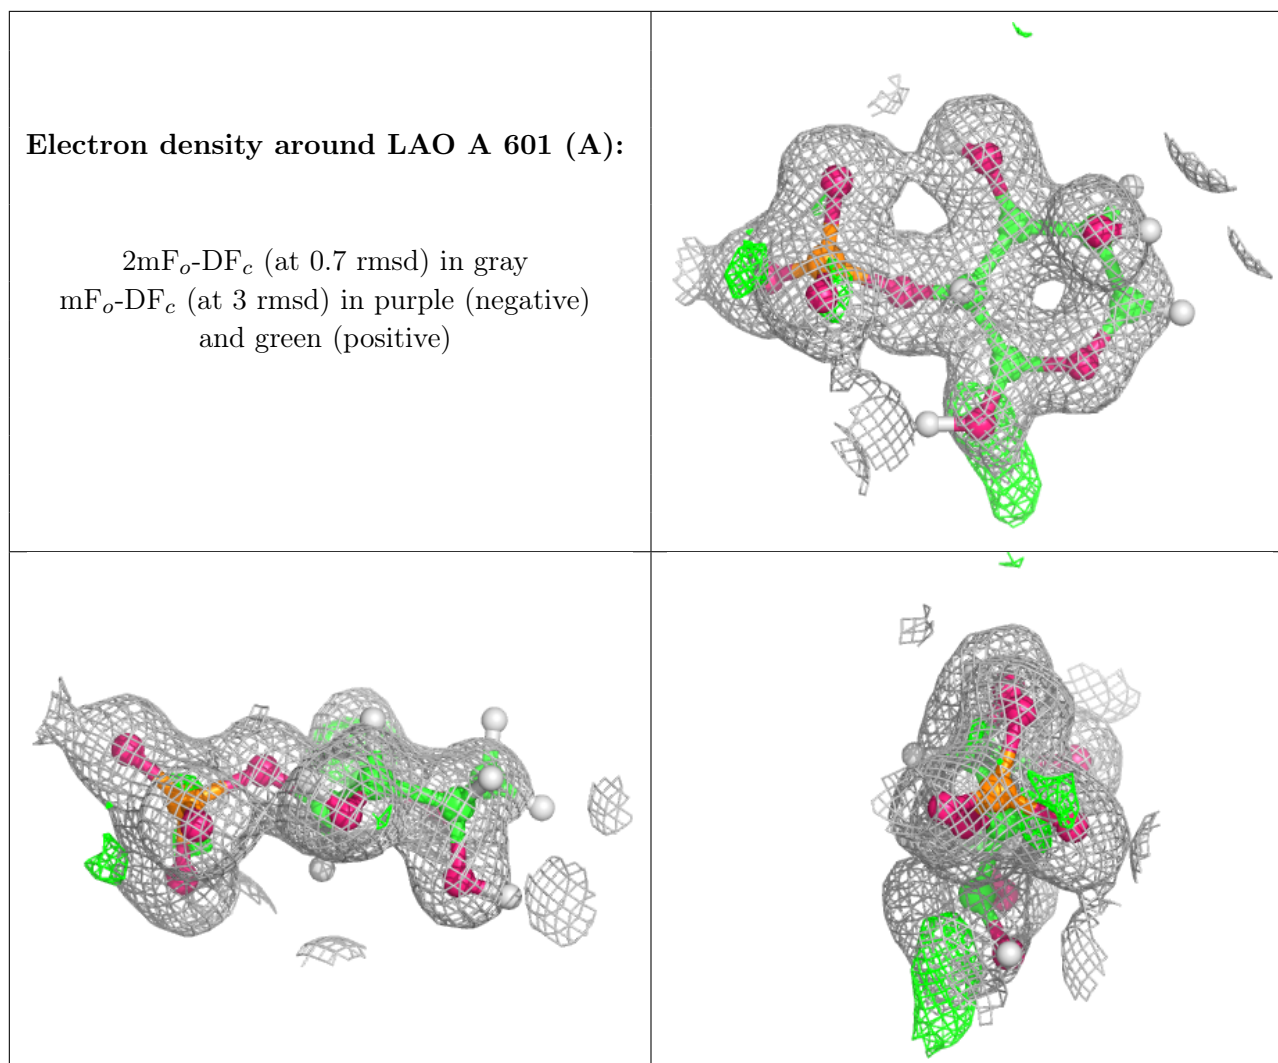 Electron density around LAO A 601 (A):
2mFo-DFc (at 0.7 rmsd) in gray
mFo-DFc (at 3 rmsd) in purple (negative)
and green (positive)